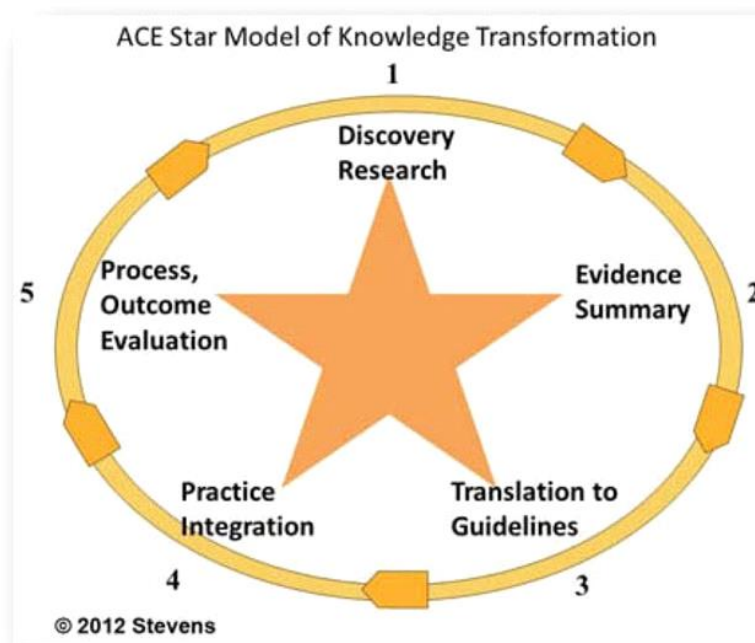 ACE Star Model of Knowledge Transformation
1
Discovery
Research
Evidence
Summary
2
Translation to
Guidelines
3
Practice
Integration
4
Process,
Outcome
Evaluation
5
© 2012 Stevens